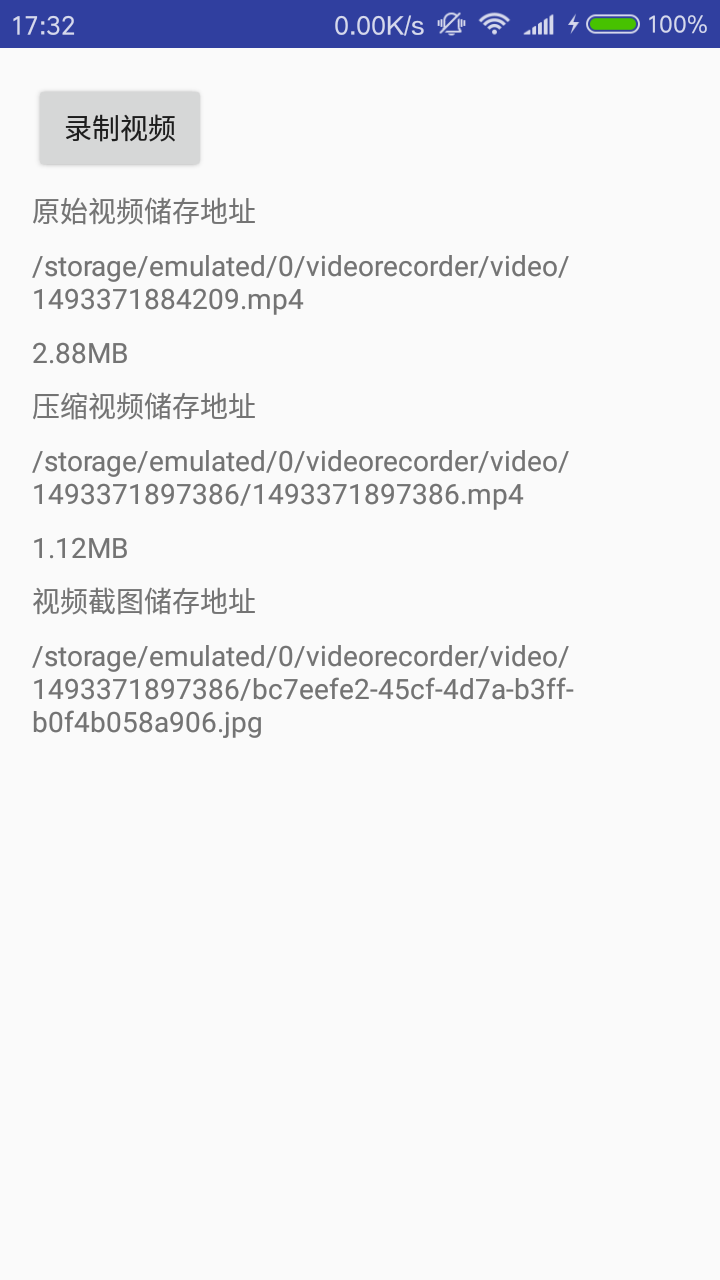 17:32 0.00K/s 100%
录制视频
原始视频储存地址
/storage/emulated/0/videorecorder/video/
1493371884209.mp4
2.88MB
压缩视频储存地址
/storage/emulated/0/videorecorder/video/
1493371897386/1493371897386.mp4
1.12MB
视频截图储存地址
/storage/emulated/0/videorecorder/video/
1493371897386/bc7eefe2-45cf-4d7a-b3ff-
b0f4b058a906.jpg